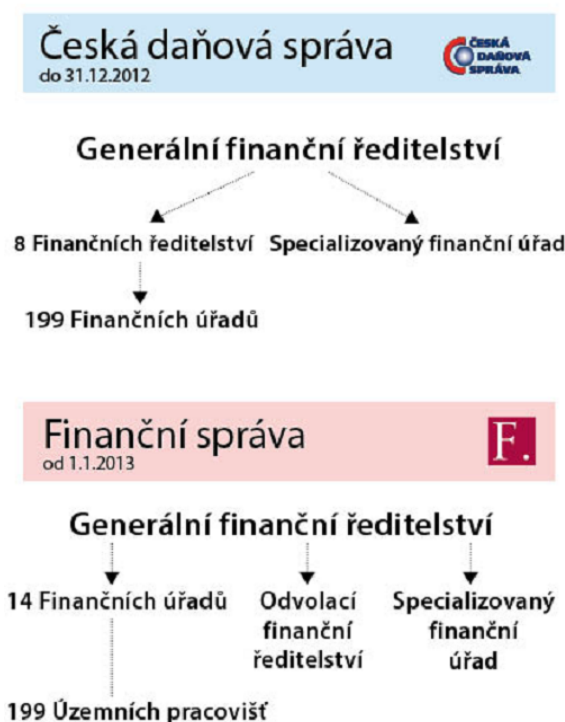 Česká daňová správa
do 31.12.2012
ČESKÁ
DAŇOVÁ
SPRÁVA
Generální finanční ředitelství
8 Finančních ředitelství
Specializovaný finanční úřad
199 Finančních úřadů
Finanční správa
od 1.1.2013
F.
Generální finanční ředitelství
14 Finančních úřadů
Odvolací
finanční
ředitelství
Specializovaný
finanční
úřad
199 Územních pracovišť